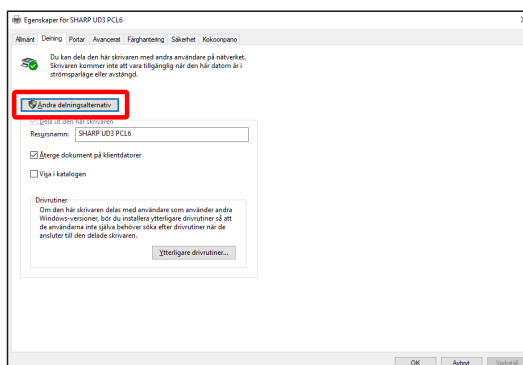 Egenskaper för SHARP UD3 PCL6
Allmänt Delning Portar Avancerat Färghantering Säkerhet Kokoonpano
Du kan dela den här skrivaren med andra användare på nätverket.
Skrivaren kommer inte att vara tillgänglig när den här datorn är i
strömsparläge eller avstängd.
Ändra delningsalternativ
Dela ut den här skrivaren
Resursnamn: SHARP UD3 PCL6
Återge dokument på klientdatorer
Visa i katalogen
Drivrutiner
Om den här skrivaren delas med användare som använder andra
Windows-versioner, bör du installera ytterligare drivrutiner så att
de användarna inte själva behöver söka efter drivrutiner när de
ansluter till den delade skrivaren.
Ytterligare drivrutiner...
OK Avbryt Verkställ